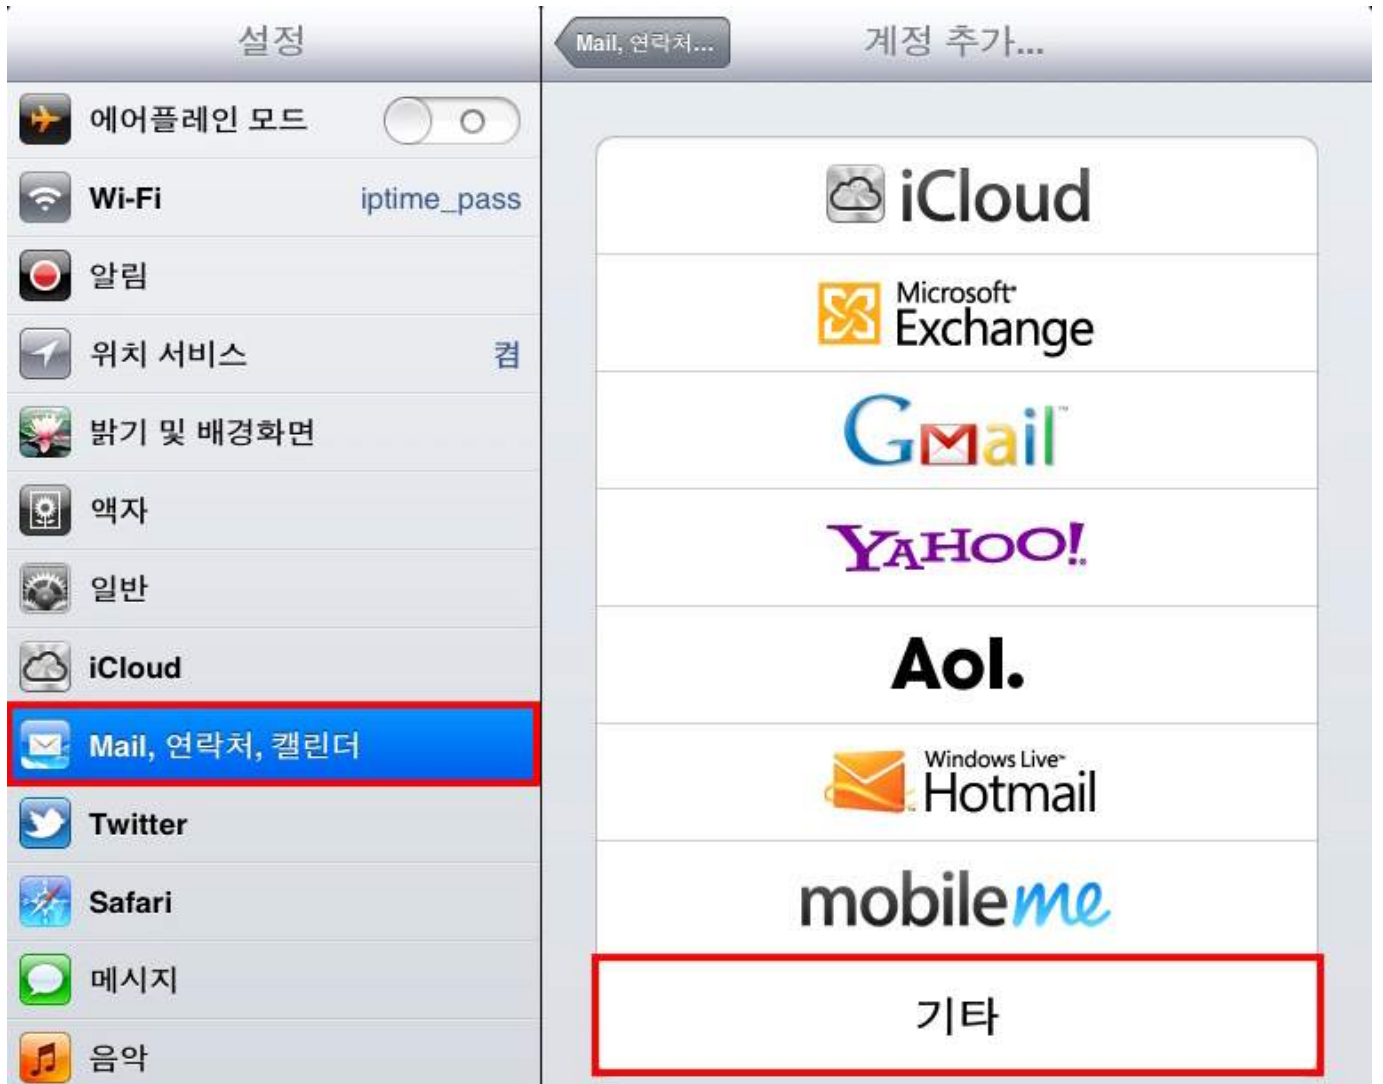 설정
에어플레인 모드
Wi-Fi iptime_pass
알림
위치 서비스 켬
밝기 및 배경화면
액자
일반
iCloud
Mail, 연락처, 캘린더
Twitter
Safari
메시지
음악
Mail, 연락처...
계정 추가...
iCloud
Microsoft
Exchange
Gmail™
YAHOO!
Aol.
Windows Live™
Hotmail
mobileme
기타